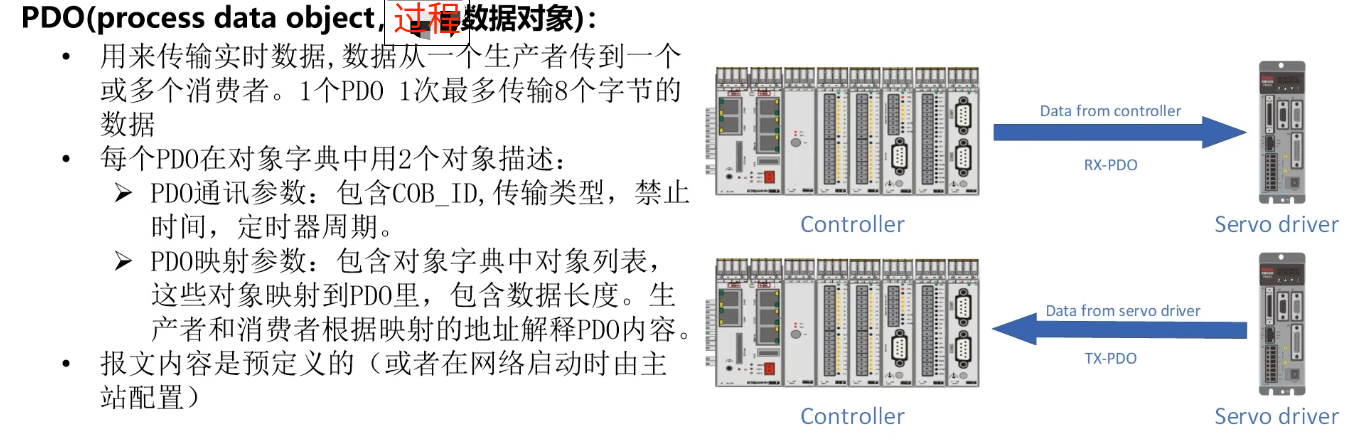 PDO(process data object, 过程数据对象):
• 用来传输实时数据,数据从一个生产者传到一个
或多个消费者。1个PDO 1次最多传输8个字节的
数据
• 每个PDO在对象字典中用2个对象描述:
➢ PDO通讯参数: 包含COB_ID,传输类型, 禁止
时间, 定时器周期。
➢ PDO映射参数: 包含对象字典中对象列表,
这些对象映射到PDO里, 包含数据长度。生
产者和消费者根据映射的地址解释PDO内容。
• 报文内容是预定义的（或者在网络启动时由主
站配置）
Data from controller
RX-PDO
Controller
Servo driver
Data from servo driver
TX-PDO
Controller
Servo driver